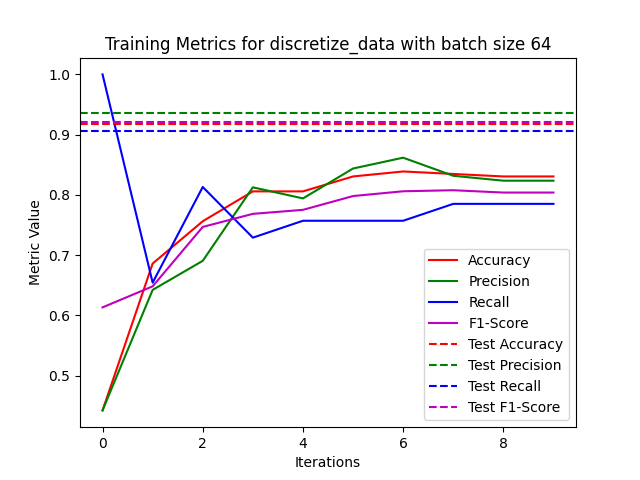 Training Metrics for discretize_data with batch size 64
1.0
0.9
0.8
0.7
0.6
0.5
Metric Value
0 2 4 6 8
Iterations
Accuracy
Precision
Recall
F1-Score
Test Accuracy
Test Precision
Test Recall
Test F1-Score